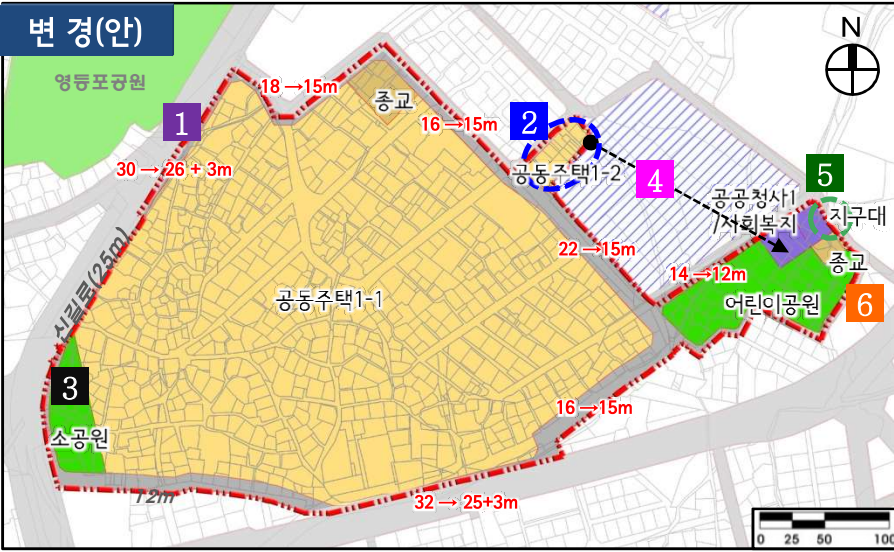 변 경(안)
N
영등포공원
18 →15m
종교
16 →15m
1
2
30 → 26 + 3m
공동주택1-2
4
5
공공청사1
/사회복지
지구대
22 →15m
종교
14 →12m
신길로(25m)
공동주택1-1
어린이공원
6
3
16 →15m
소공원
12m
32 → 25+3m
0 25 50 100